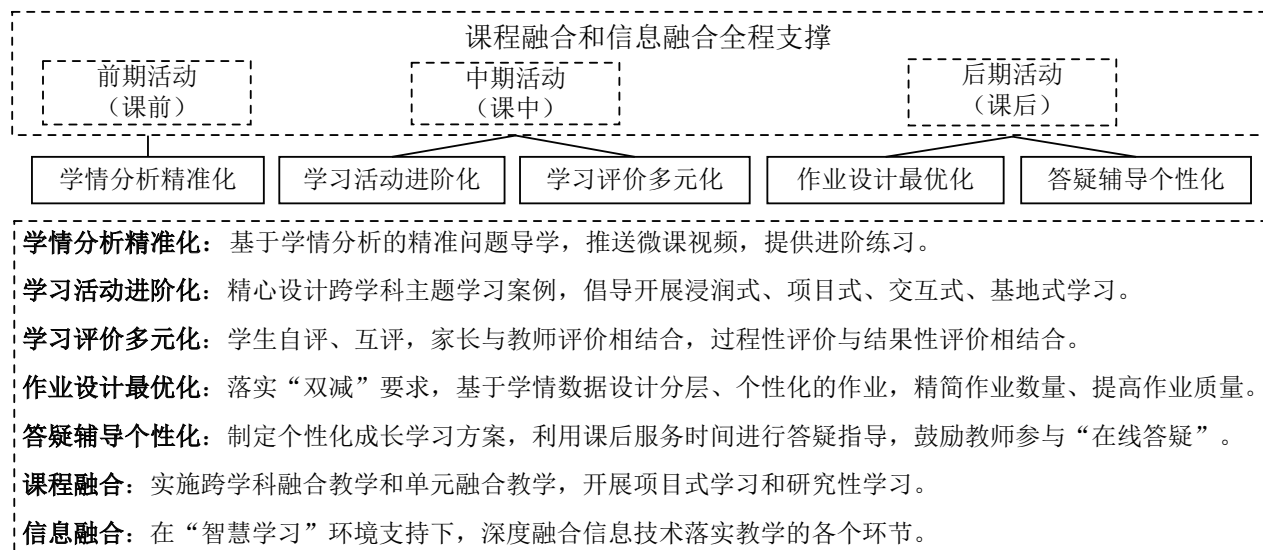 课程融合和信息融合全程支撑
前期活动
（课前）
中期活动
（课中）
后期活动
（课后）
学情分析精准化
学习活动进阶化
学习评价多元化
作业设计最优化
答疑辅导个性化
学情分析精准化：基于学情分析的精准问题导学，推送微课视频，提供进阶练习。
学习活动进阶化：精心设计跨学科主题学习案例，倡导开展浸润式、项目式、交互式、基地式学习。
学习评价多元化：学生自评、互评，家长与教师评价相结合，过程性评价与结果性评价相结合。
作业设计最优化：落实“双减”要求，基于学情数据设计分层、个性化的作业，精简作业数量、提高作业质量。
答疑辅导个性化：制定个性化成长学习方案，利用课后服务时间进行答疑指导，鼓励教师参与“在线答疑”。
课程融合：实施跨学科融合教学和单元融合教学，开展项目式学习和研究性学习。
信息融合：在“智慧学习”环境支持下，深度融合信息技术落实教学的各个环节。